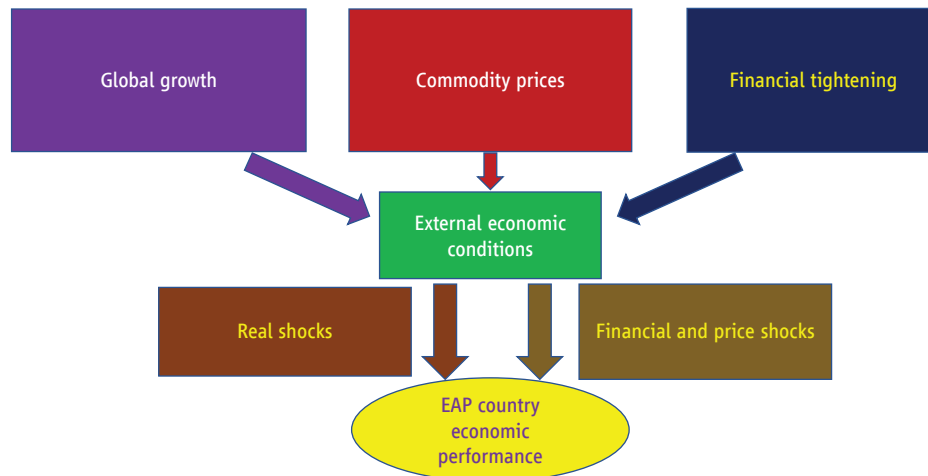 Global growth
Commodity prices
Financial tightening
External economic
conditions
Real shocks
Financial and price shocks
EAP country
economic
performance